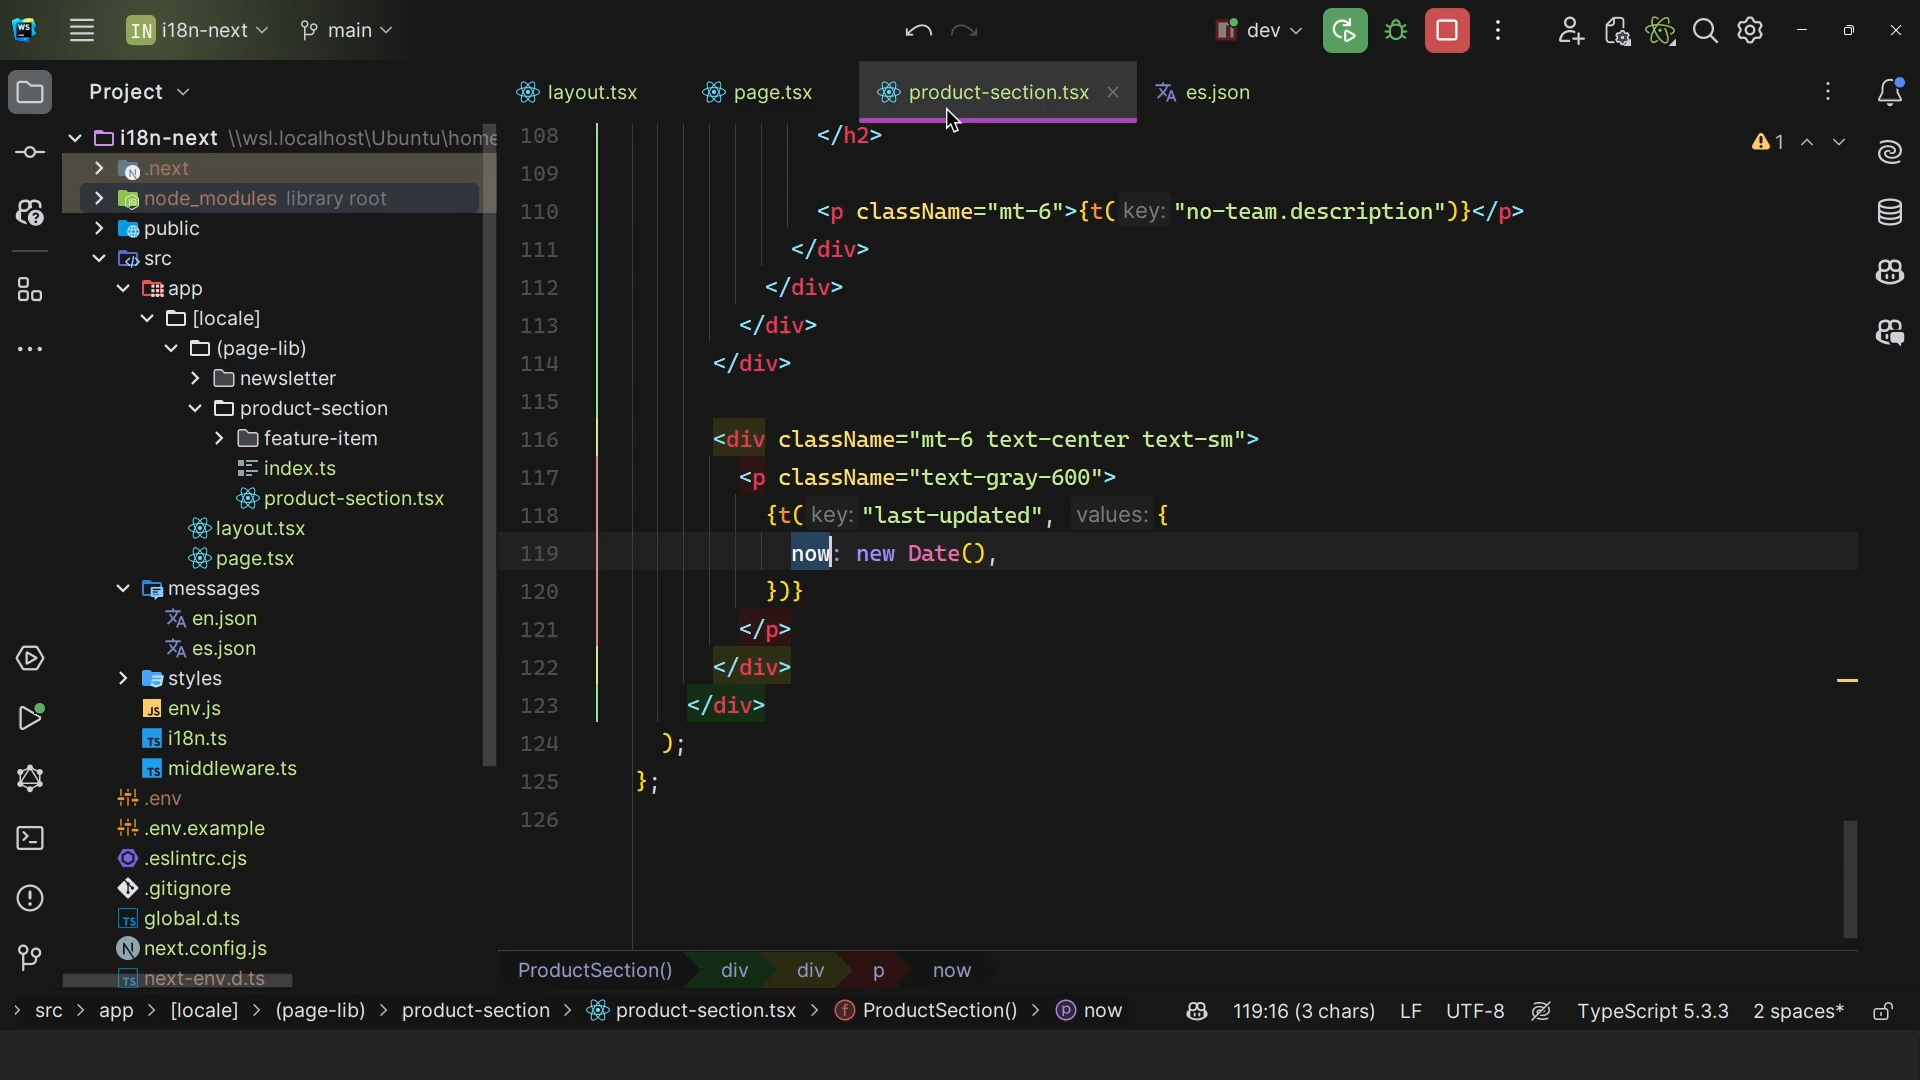 WS
IN i18n-next
main
dev
Project
layout.tsx
page.tsx
product-section.tsx
es.json
i18n-next \\wsl.localhost\Ubuntu\home
.next
node_modules library root
public
src
app
[locale]
(page-lib)
newsletter
product-section
feature-item
index.ts
product-section.tsx
layout.tsx
page.tsx
messages
en.json
es.json
styles
env.js
i18n.ts
middleware.ts
.env
.env.example
.eslintrc.cjs
.gitignore
global.d.ts
next.config.js
next-env.d.ts
1
108 </h2>
109
110 <p className="mt-6">{t( key: "no-team.description")}</p>
111 </div>
112 </div>
113 </div>
114 </div>
115
116 <div className="mt-6 text-center text-sm">
117 <p className="text-gray-600">
118 {t( key: "last-updated", values: {
119 now: new Date(),
120 })}
121 </p>
122 </div>
123 </div>
124 );
125 };
126
ProductSection() div div p now
src > app > [locale] > (page-lib) > product-section > product-section.tsx > ProductSection() > now
119:16 (3 chars) LF UTF-8 TypeScript 5.3.3 2 spaces*